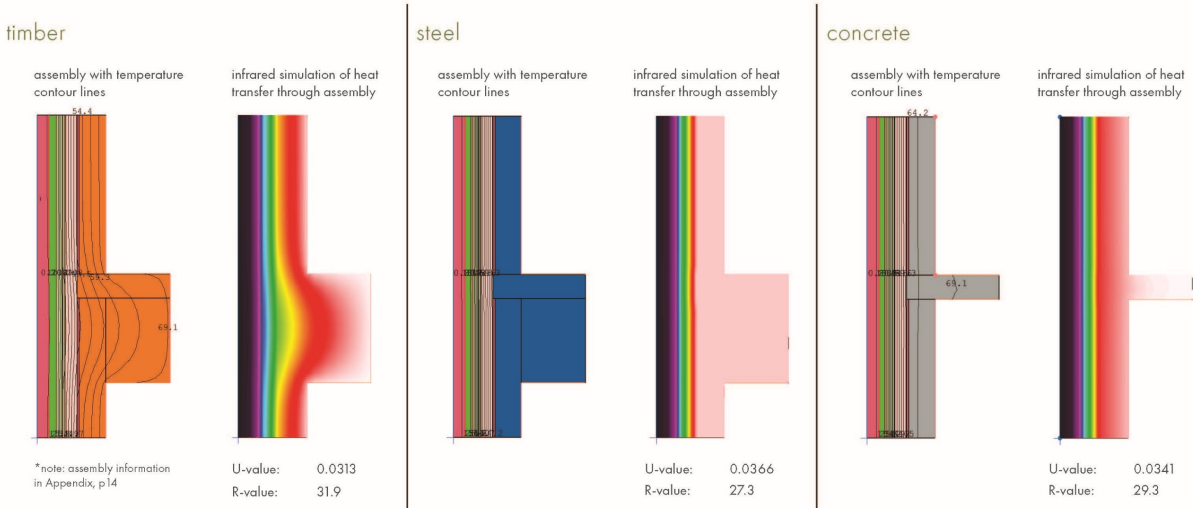 timber
assembly with temperature
contour lines
infrared simulation of heat
transfer through assembly
54.4
59.3
69.1
*note: assembly information
in Appendix, p14
U-value: 0.0313
R-value: 31.9
steel
assembly with temperature
contour lines
infrared simulation of heat
transfer through assembly
U-value: 0.0366
R-value: 27.3
concrete
assembly with temperature
contour lines
infrared simulation of heat
transfer through assembly
64.2
69.1
U-value: 0.0341
R-value: 29.3